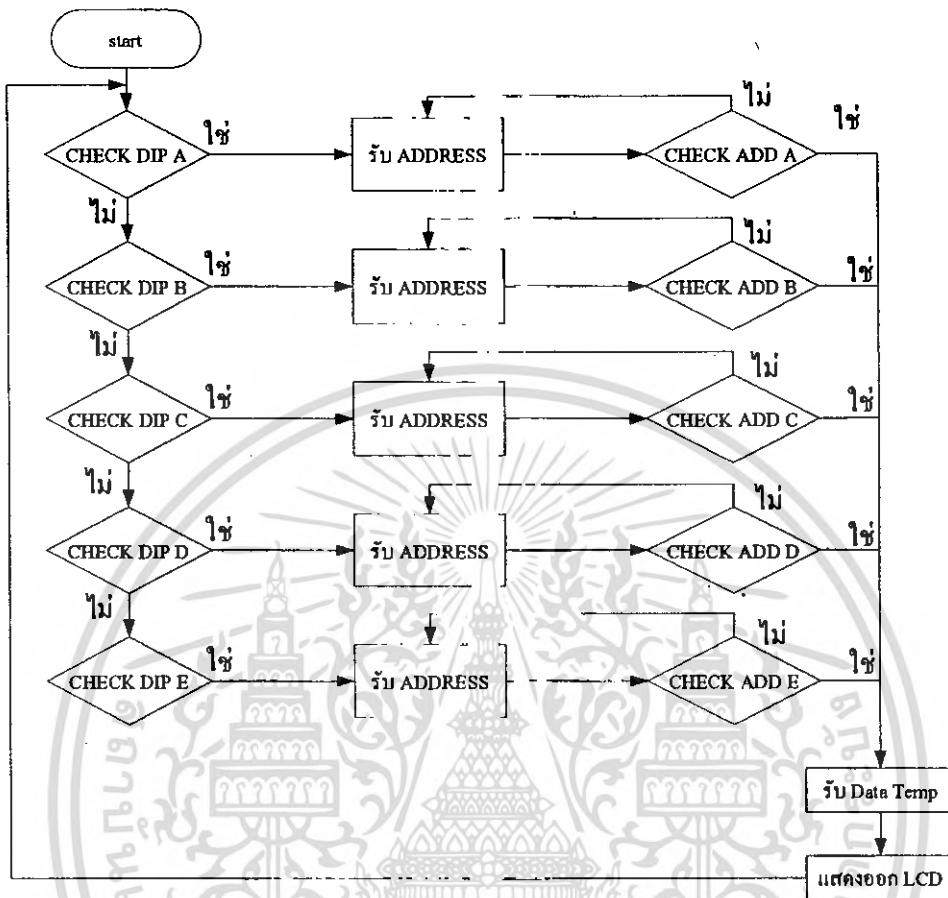 start
ไม่
ใช่
ใช่
CHECK DIP A
รับ ADDRESS
CHECK ADD A
ไม่
ใช่
ไม่
ใช่
CHECK DIP B
รับ ADDRESS
CHECK ADD B
ไม่
ใช่
ไม่
ใช่
CHECK DIP C
รับ ADDRESS
CHECK ADD C
ไม่
ใช่
ไม่
ใช่
CHECK DIP D
รับ ADDRESS
CHECK ADD D
ไม่
ใช่
ไม่
ใช่
CHECK DIP E
รับ ADDRESS
CHECK ADD E
รับ Data Temp
แสดงออก LCD